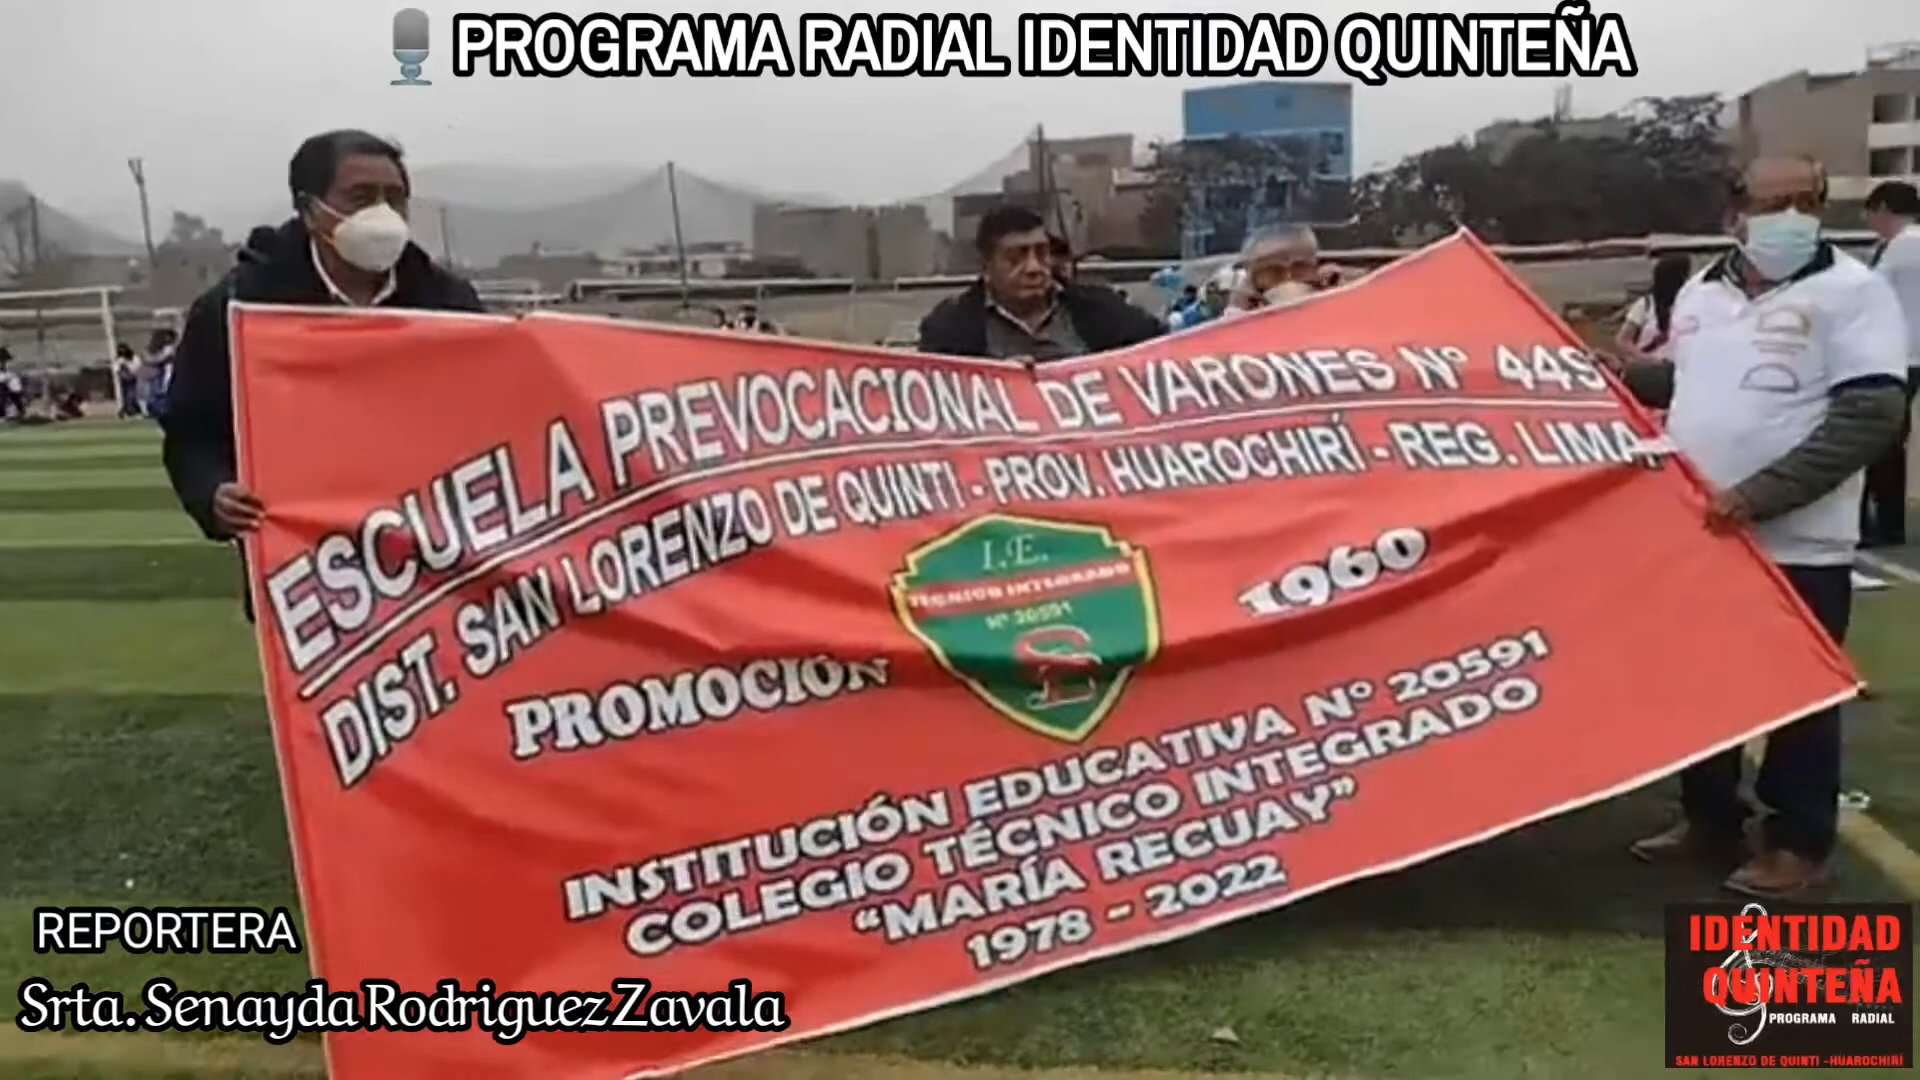 PROGRAMA RADIAL IDENTIDAD QUINTEÑA
ESCUELA PREVOCACIONAL DE VARONES Nº 449
DIST. SAN LORENZO DE QUINTI - PROV. HUAROCHIRÍ - REG. LIMA
I.E.
TÉCNICO INTEGRADO
Nº 20591
SL
PROMOCIÓN
1960
INSTITUCIÓN EDUCATIVA Nº 20591
COLEGIO TÉCNICO INTEGRADO
“MARÍA RECUAY”
1978 - 2022
REPORTERA
Srta. Senayda Rodriguez Zavala
IDENTIDAD
QUINTEÑA
PROGRAMA RADIAL
SAN LORENZO DE QUINTI -HUAROCHIRÍ